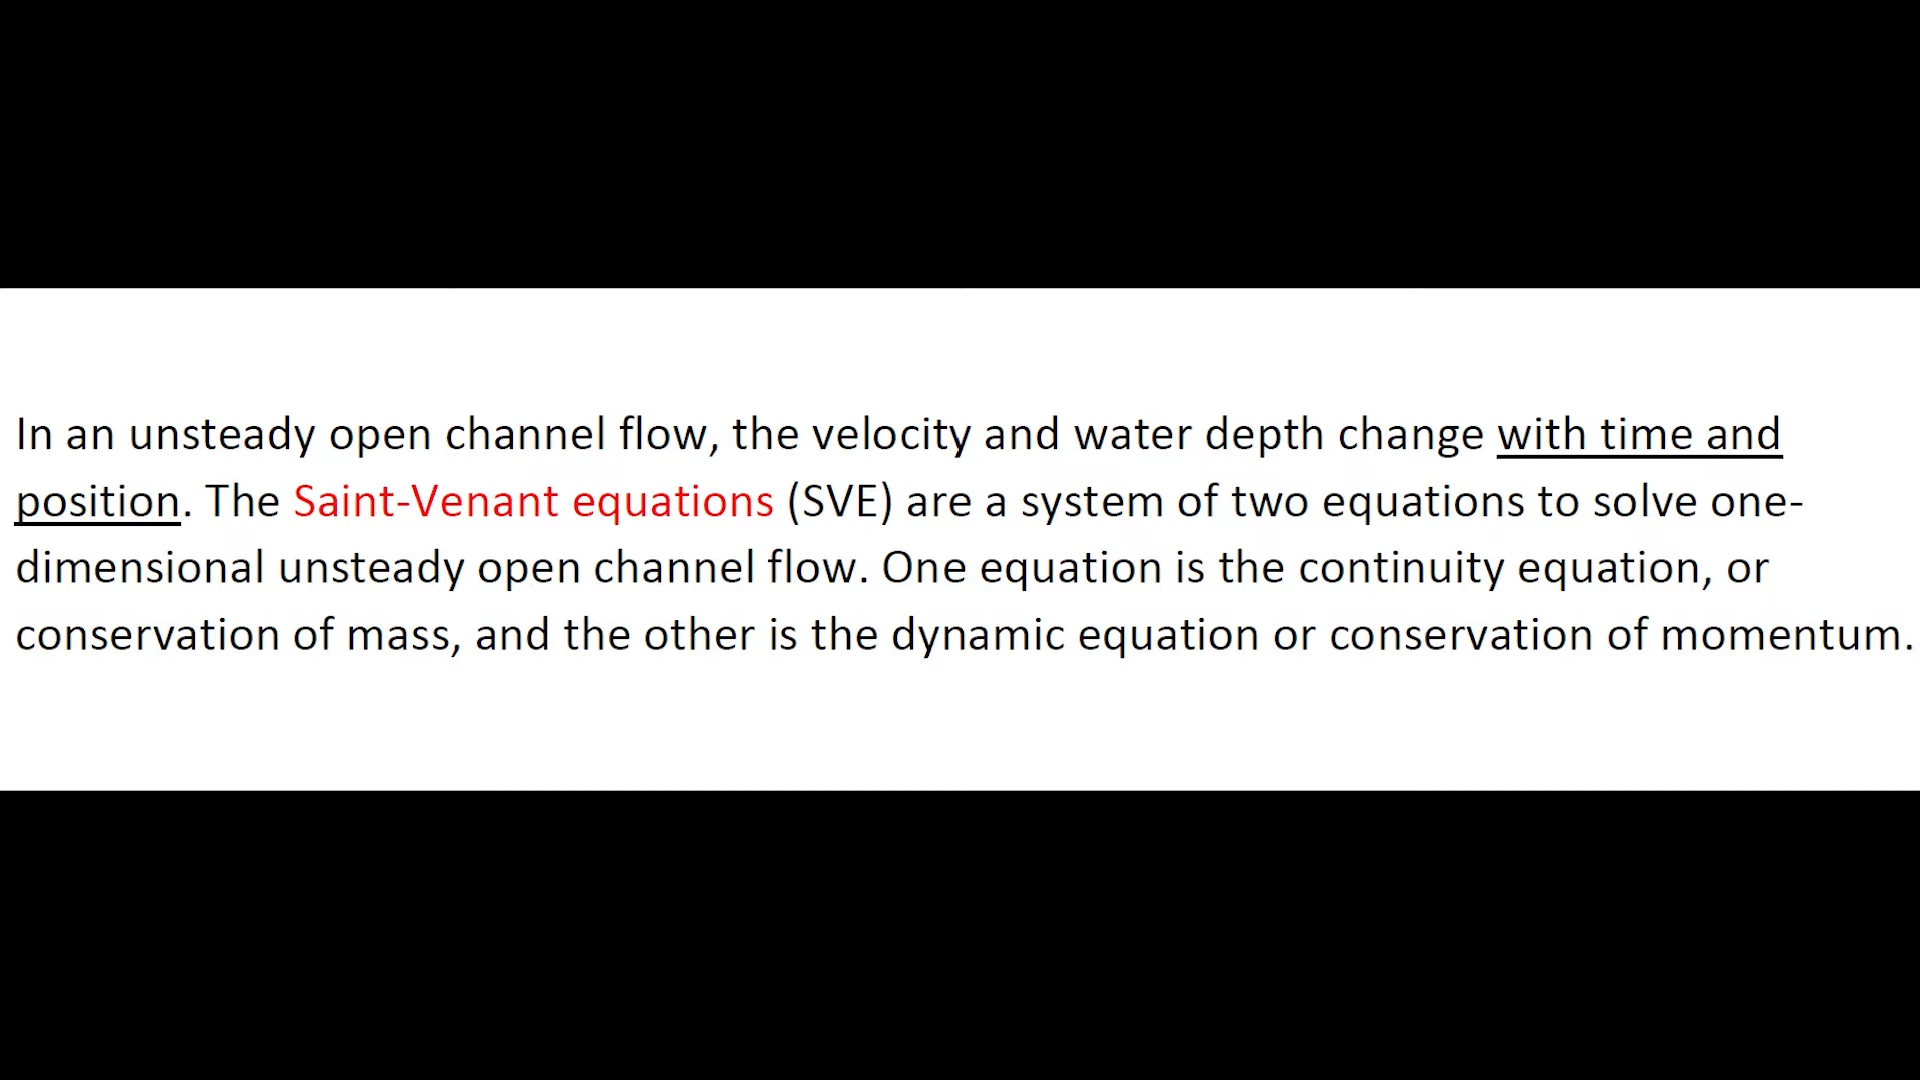 In an unsteady open channel flow, the velocity and water depth change with time and
position. The Saint-Venant equations (SVE) are a system of two equations to solve one-
dimensional unsteady open channel flow. One equation is the continuity equation, or
conservation of mass, and the other is the dynamic equation or conservation of momentum.